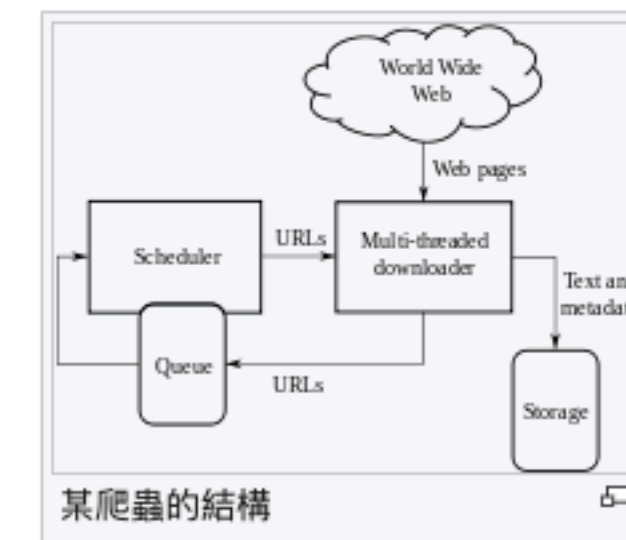 World Wide
Web
Web pages
Scheduler
URLs
Multi-threaded
downloader
Text an
metadat
Queue
URLs
Storage
某爬蟲的結構